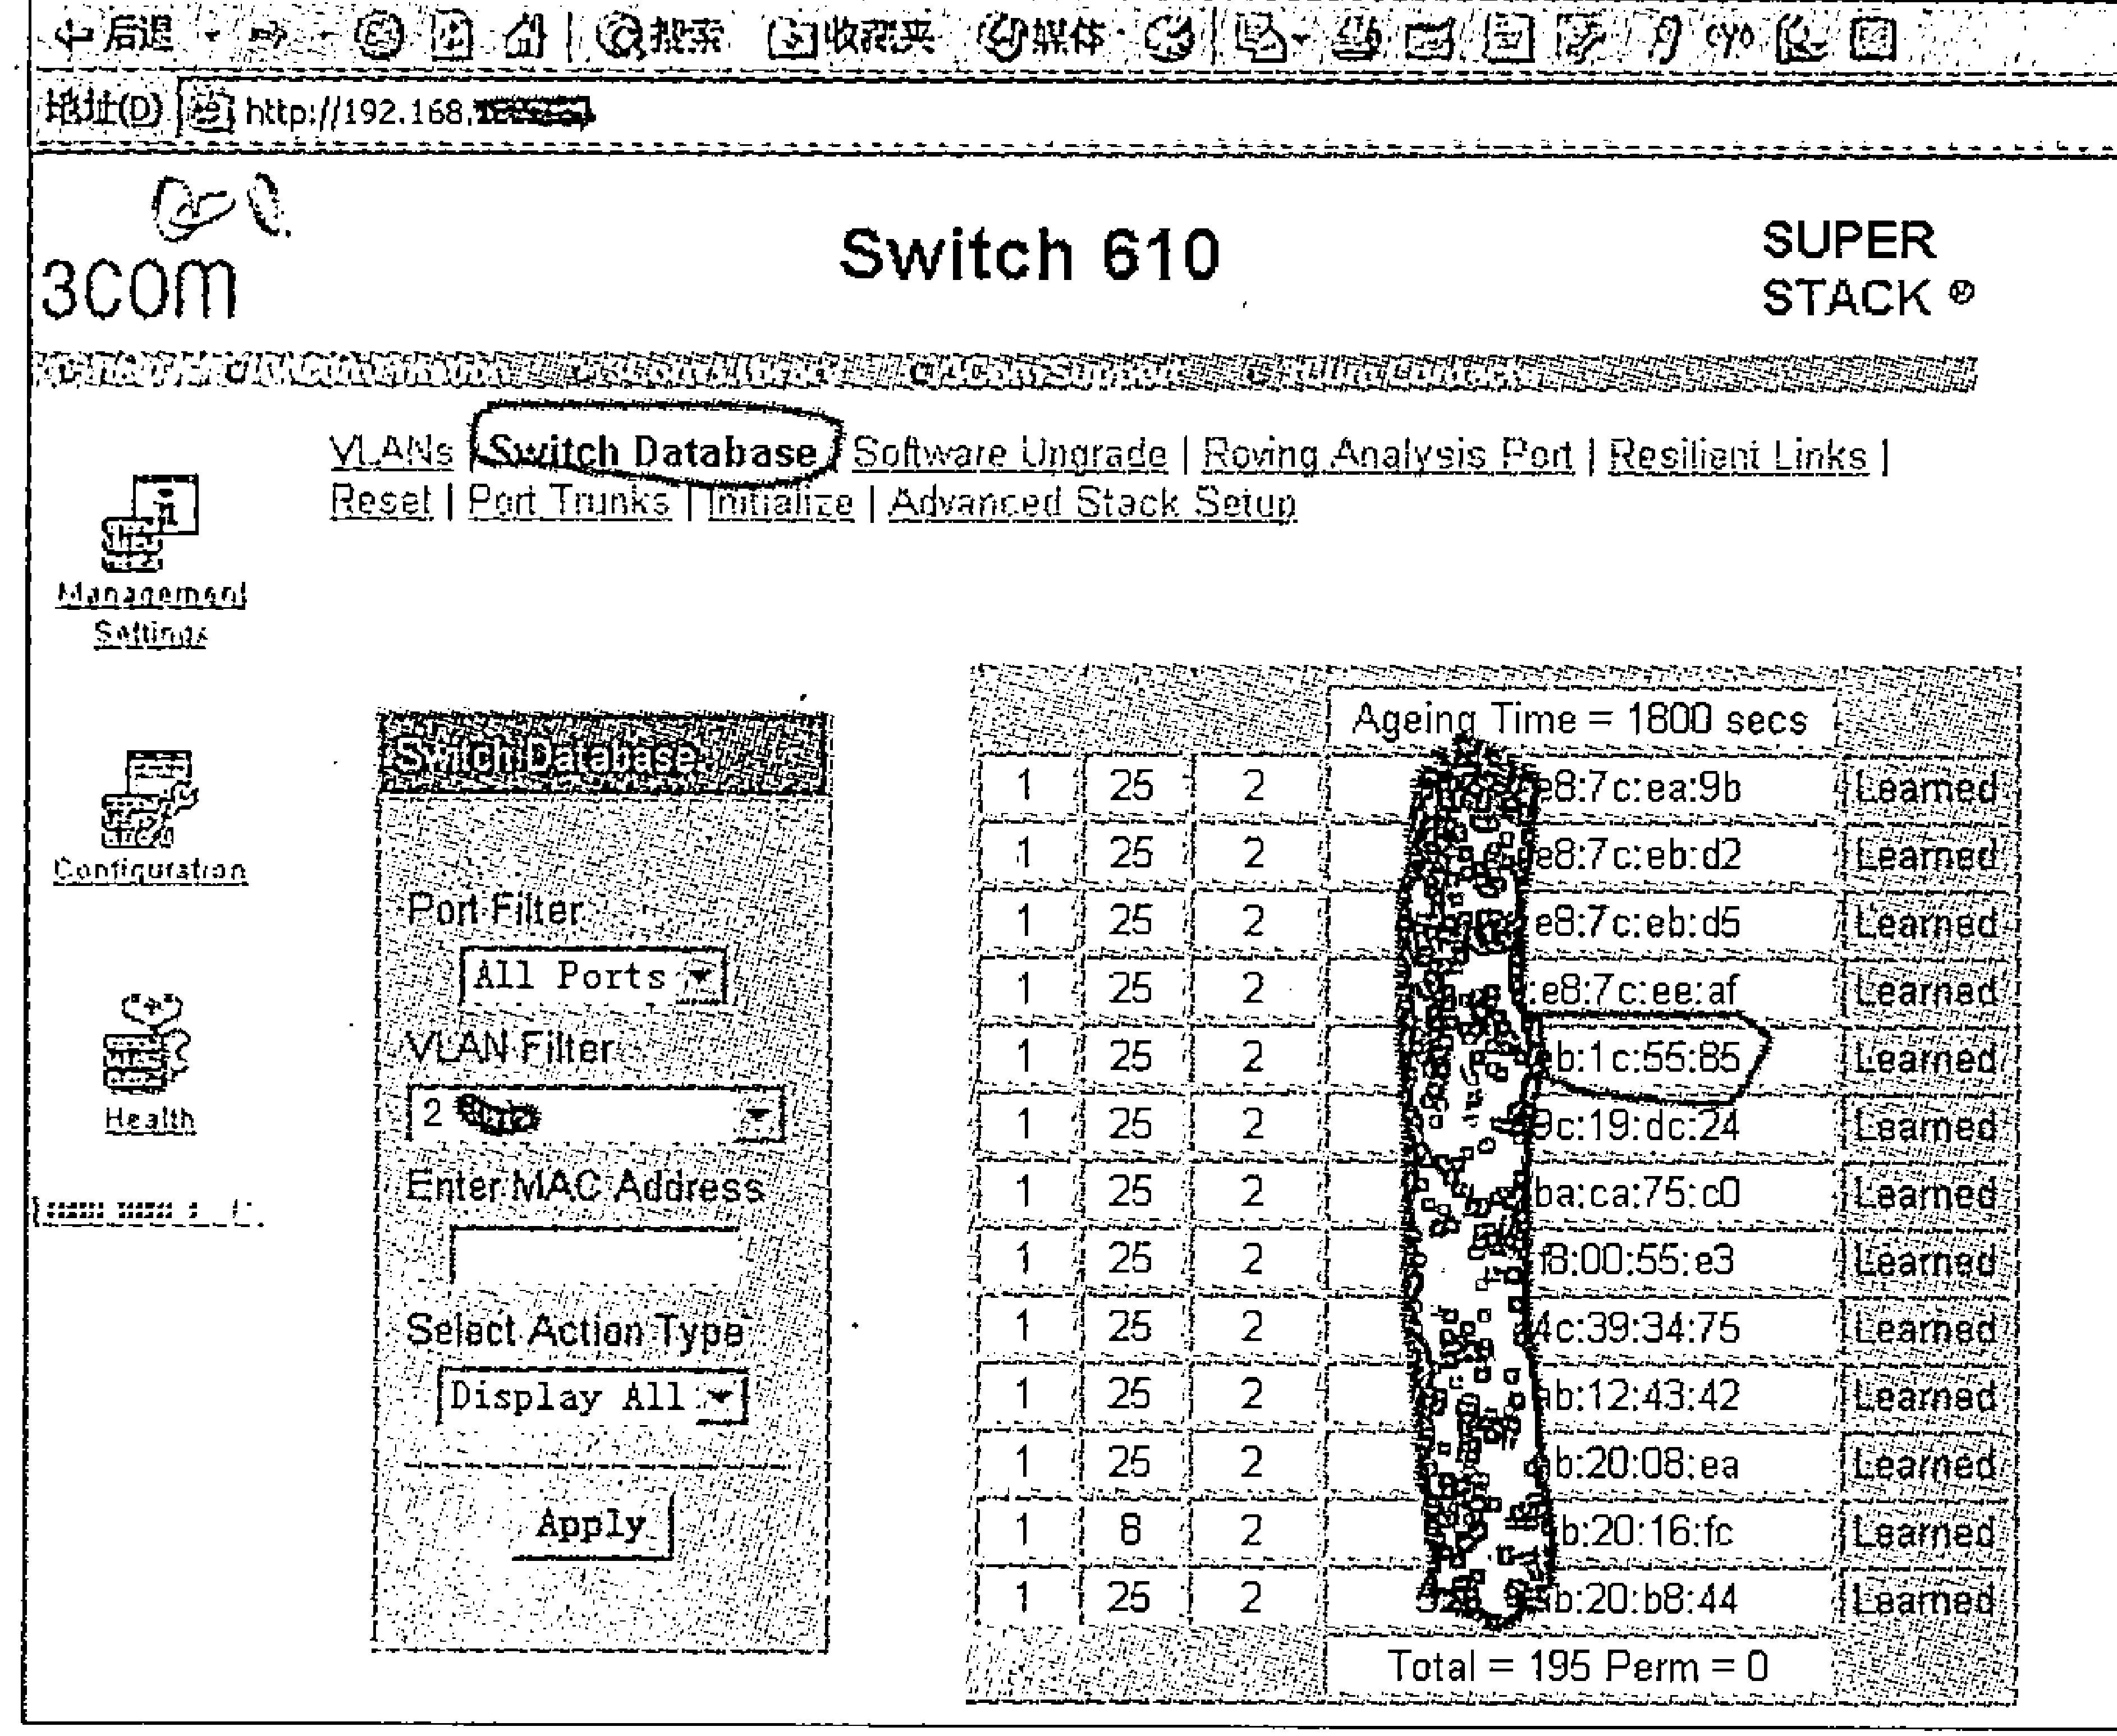 后退 搜索 收藏夹 媒体
地址(D) http://192.168.
3COM
Switch 610
SUPER
STACK ®
VLANs | Switch Database | Software Upgrade | Roving Analysis Port | Resilient Links |
Reset | Port Trunks | Initialize | Advanced Stack Setup
Management
Settings
Configuration
Health
Switch Database
Port Filter
All Ports
VLAN Filter
2
Enter MAC Address
Select Action Type
Display All
Apply
Ageing Time = 1800 secs
1 25 2 e8:7c:ea:9b Learned
1 25 2 e8:7c:eb:d2 Learned
1 25 2 e8:7c:eb:d5 Learned
1 25 2 :e8:7c:ee:af Learned
1 25 2 b:1c:55:85 Learned
1 25 2 9c:19:dc:24 Learned
1 25 2 ba:ca:75:c0 Learned
1 25 2 f8:00:55:e3 Learned
1 25 2 4c:39:34:75 Learned
1 25 2 ab:12:43:42 Learned
1 25 2 b:20:08:ea Learned
1 8 2 b:20:16:fc Learned
1 25 2 b:20:b8:44 Learned
Total = 195 Perm = 0